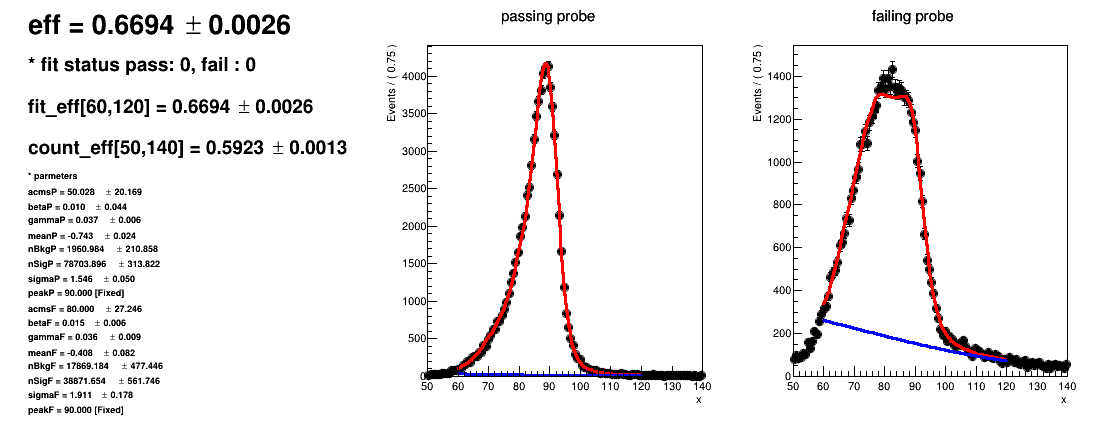 eff = 0.6694 ± 0.0026
* fit status pass: 0, fail : 0
fit_eff[60,120] = 0.6694 ± 0.0026
count_eff[50,140] = 0.5923 ± 0.0013
* parmeters
acmsP = 50.028 ± 20.169
betaP = 0.010 ± 0.044
gammaP = 0.037 ± 0.006
meanP = -0.743 ± 0.024
nBkgP = 1960.984 ± 210.858
nSigP = 78703.896 ± 313.822
sigmaP = 1.546 ± 0.050
peakP = 90.000 [Fixed]
acmsF = 80.000 ± 27.246
betaF = 0.015 ± 0.006
gammaF = 0.036 ± 0.009
meanF = -0.408 ± 0.082
nBkgF = 17869.184 ± 477.446
nSigF = 38871.654 ± 561.746
sigmaF = 1.911 ± 0.178
peakF = 90.000 [Fixed]
passing probe
Events / ( 0.75 )
4000
3500
3000
2500
2000
1500
1000
500
0
50 60 70 80 90 100 110 120 130 140
x
failing probe
Events / ( 0.75 )
1400
1200
1000
800
600
400
200
0
50 60 70 80 90 100 110 120 130 140
x